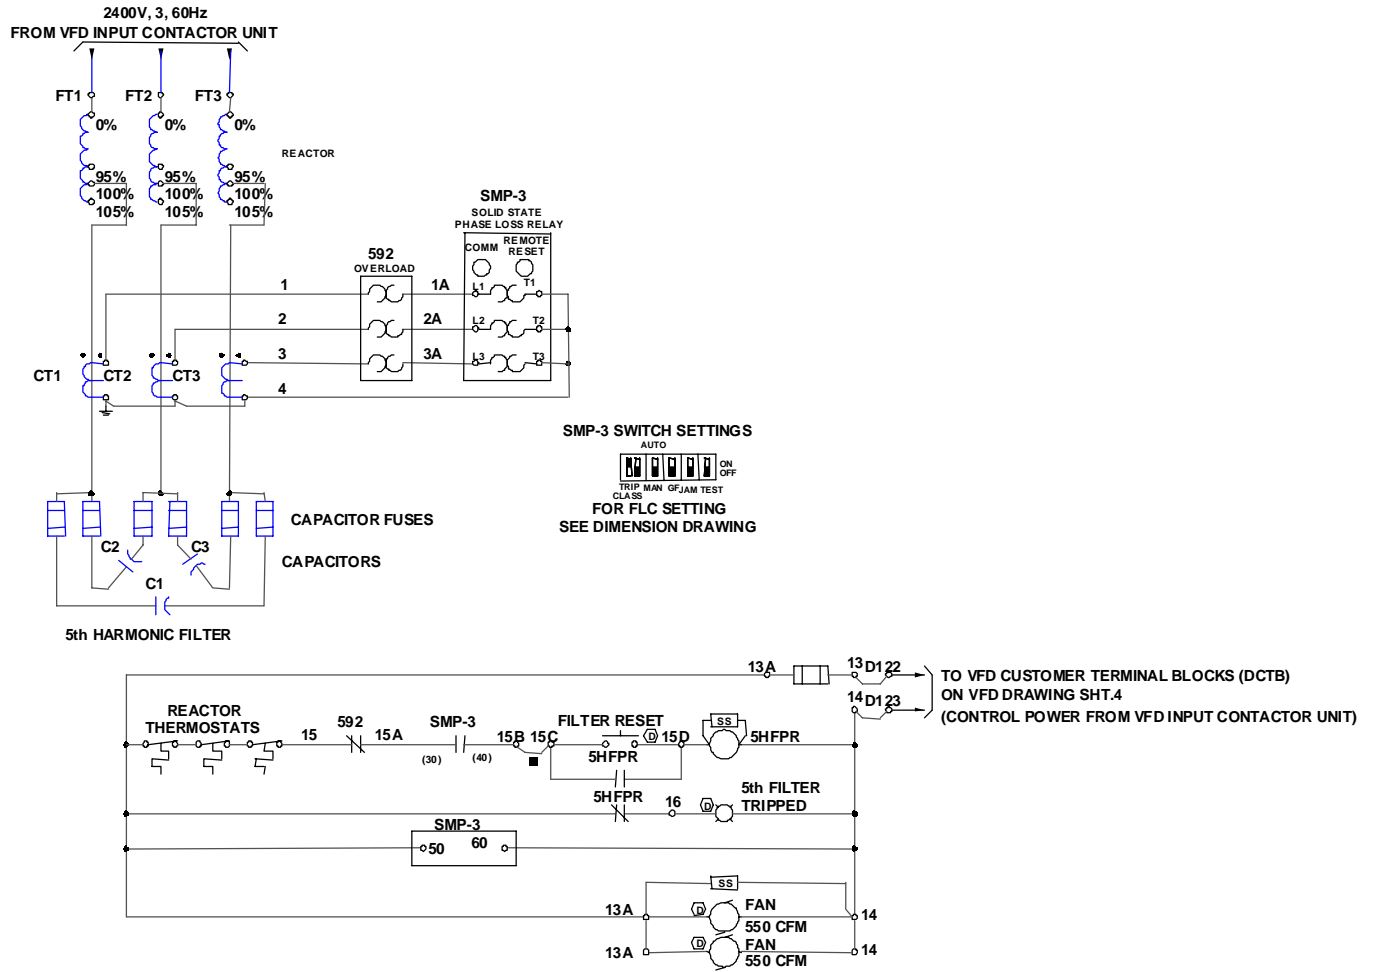 2400V, 3, 60Hz
FROM VFD INPUT CONTACTOR UNIT
FT1 FT2 FT3
0% 0% 0%
REACTOR
95% 95% 95%
100% 100% 100%
105% 105% 105%
SMP-3
SOLID STATE
PHASE LOSS RELAY
COMM REMOTE
RESET
592
OVERLOAD
1 1A L1 T1
2 2A L2 T2
3 3A L3 T3
CT1 CT2 CT3
4
SMP-3 SWITCH SETTINGS
AUTO
ON
OFF
TRIP MAN GF JAM TEST
CLASS
FOR FLC SETTING
SEE DIMENSION DRAWING
CAPACITOR FUSES
C2 C3
CAPACITORS
C1
5th HARMONIC FILTER
13A 13 D122
TO VFD CUSTOMER TERMINAL BLOCKS (DCTB)
14 D123
ON VFD DRAWING SHT.4
(CONTROL POWER FROM VFD INPUT CONTACTOR UNIT)
REACTOR
THERMOSTATS
15 592 15A SMP-3 15B 15C FILTER RESET D 15D SS 5HFPR
(30) (40)
5HFPR
5HFPR 16 D 5th FILTER
TRIPPED
SMP-3
50 60
SS
13A D FAN 14
550 CFM
13A D FAN 14
550 CFM